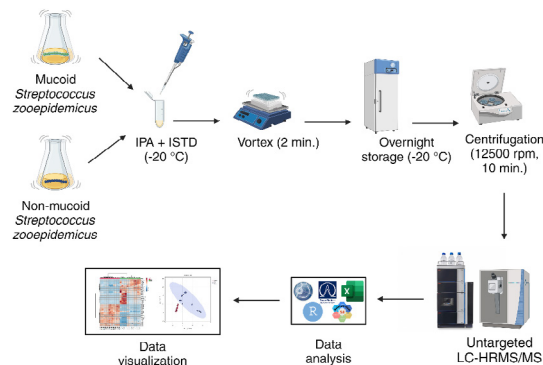 Mucoid
Streptococcus
zooepidemicus
Non-mucoid
Streptococcus
zooepidemicus
IPA + ISTD
(-20 °C)
Vortex (2 min.)
Overnight
storage (-20 °C)
Centrifugation
(12500 rpm,
10 min.)
Untargeted
LC-HRMS/MS
Data
analysis
R
X
Data
visualization